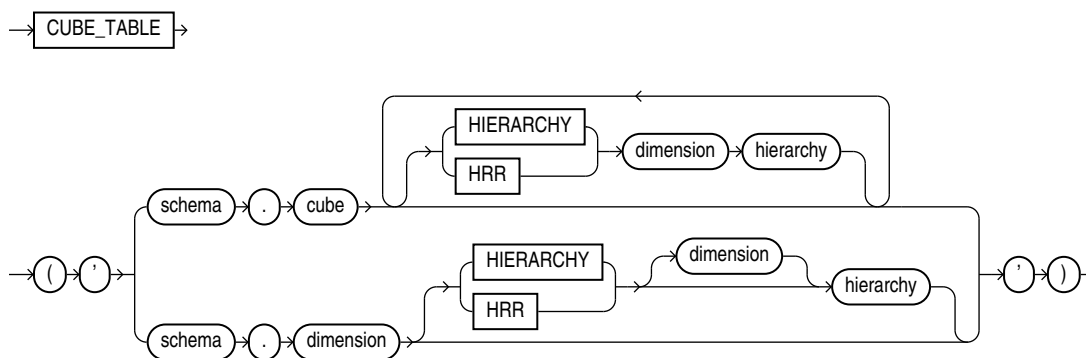 CUBE_TABLE
HIERARCHY
HRR
dimension hierarchy
schema . cube
( '
HIERARCHY
HRR
dimension
hierarchy
' )
schema . dimension